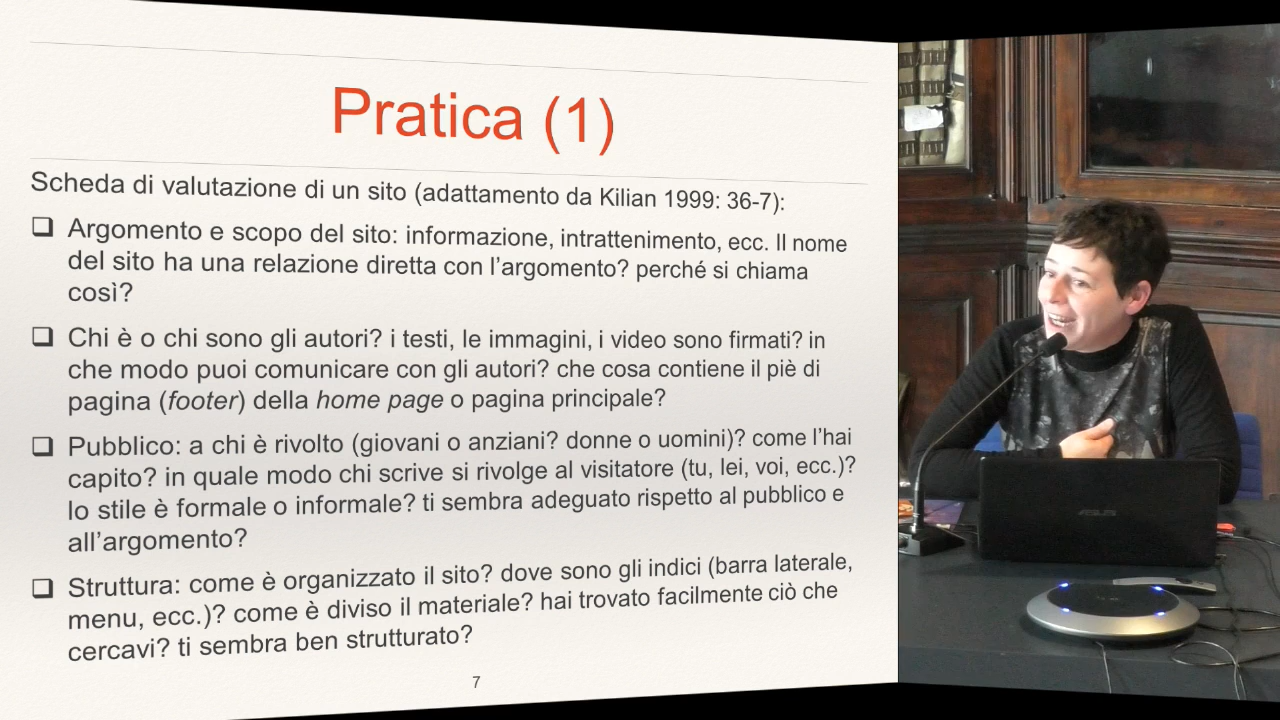 Pratica (1)
Scheda di valutazione di un sito (adattamento da Kilian 1999: 36-7):
❑ Argomento e scopo del sito: informazione, intrattenimento, ecc. Il nome
del sito ha una relazione diretta con l’argomento? perché si chiama
così?
❑ Chi è o chi sono gli autori? i testi, le immagini, i video sono firmati? in
che modo puoi comunicare con gli autori? che cosa contiene il piè di
pagina (footer) della home page o pagina principale?
❑ Pubblico: a chi è rivolto (giovani o anziani? donne o uomini)? come l’hai
capito? in quale modo chi scrive si rivolge al visitatore (tu, lei, voi, ecc.)?
lo stile è formale o informale? ti sembra adeguato rispetto al pubblico e
all’argomento?
❑ Struttura: come è organizzato il sito? dove sono gli indici (barra laterale,
menu, ecc.)? come è diviso il materiale? hai trovato facilmente ciò che
cercavi? ti sembra ben strutturato?
7
ASUS